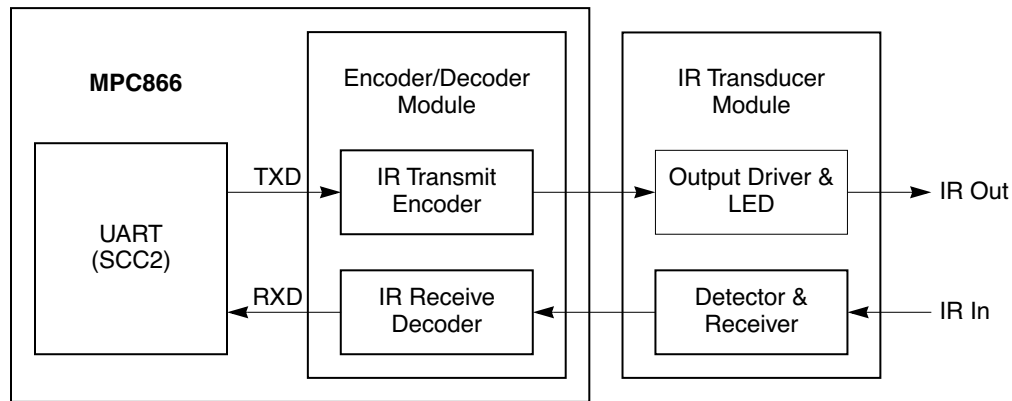 MPC866
Encoder/Decoder
Module
IR Transducer
Module
UART
(SCC2)
TXD
IR Transmit
Encoder
Output Driver &
LED
IR Out
RXD
IR Receive
Decoder
Detector &
Receiver
IR In